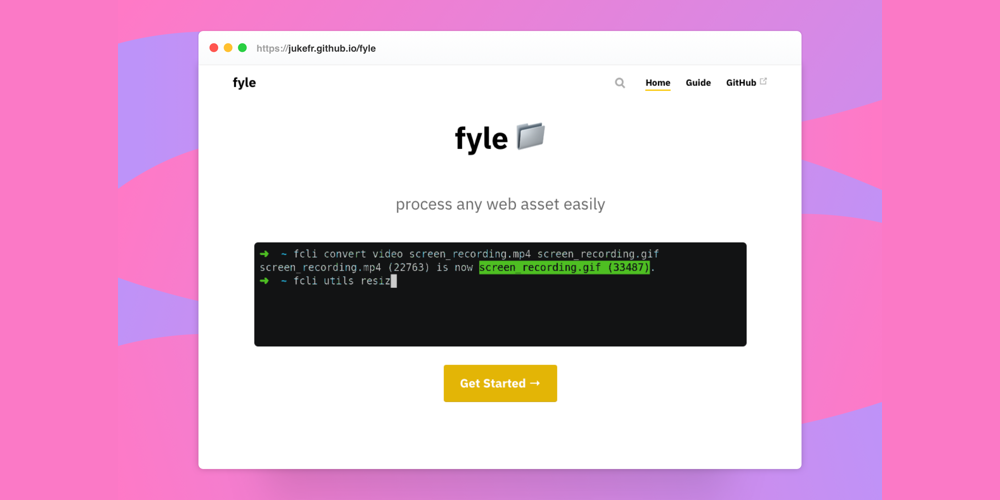 https://jukefr.github.io/fyle
fyle
Home Guide GitHub
fyle
process any web asset easily
➜ ~ fcli convert video screen_recording.mp4 screen_recording.gif
screen_recording.mp4 (22763) is now screen_recording.gif (33487).
➜ ~ fcli utils resiz
Get Started →